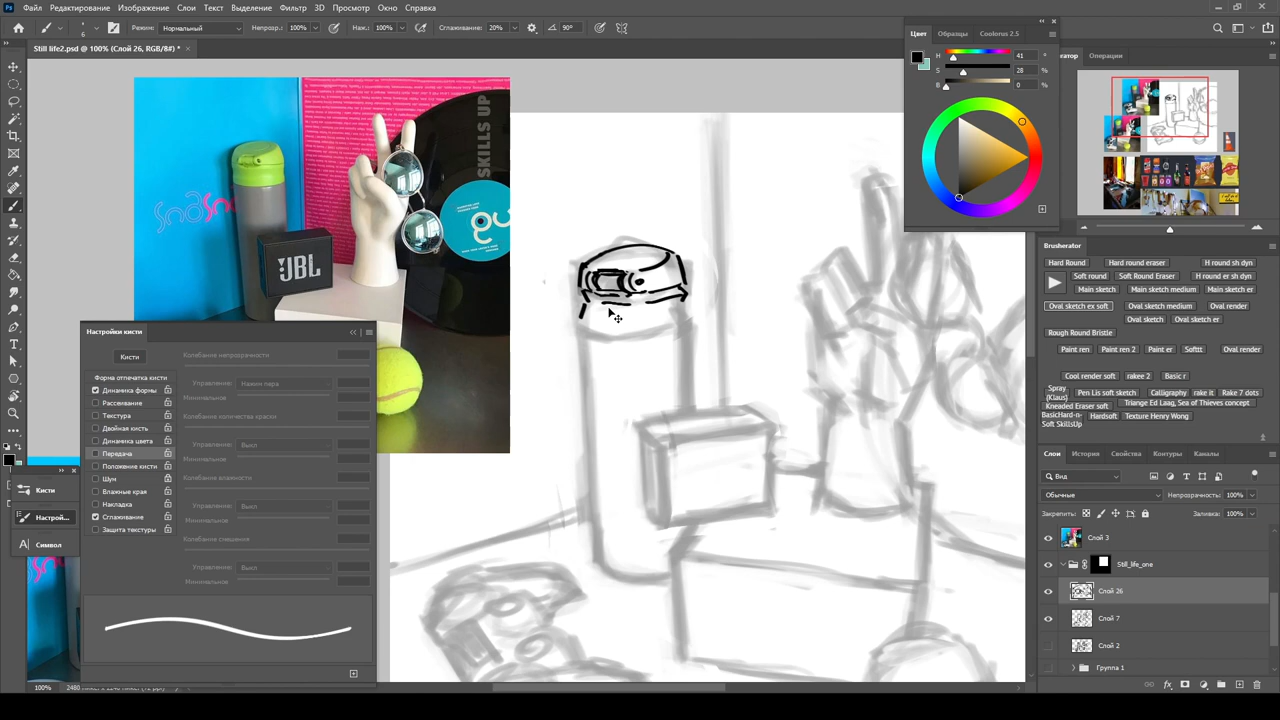 Файл Редактирование Изображение Слои Текст Выделение Фильтр 3D Просмотр Окно Справка
6 Режим: Нормальный Непрозр.: 100% Наж.: 100% Сглаживание: 20% 90°
Still life2.psd @ 100% (Слой 26, RGB/8#) * ×
Цвет Образцы Coolorus 2.5
H 41 °
S 28 %
B 0 %
Операции
SKILLS UP
JBL
Brusherator
Hard Round Hard round eraser H round sh dyn
Soft round Soft Round Eraser H round er sh dyn
Main sketch Main sketch medium Main sketch er
Oval sketch ex soft Oval sketch medium Oval render
Oval sketch Oval sketch er
Rough Round Bristle
Paint ren Paint ren 2 Paint er Softtt Oval render
Cool render soft rakee 2 Basic r
Spray (Klaus) Pen Lis soft sketch Calligraphy rake it Rake 7 dots
Kneaded Eraser soft Triange Ed Laag, Sea of Thieves concept
BasicHard-n-Soft SkillsUp Hardsoft Texture Henry Wong
Настройки кисти
Кисти
Форма отпечатка кисти
Динамика формы
Рассеивание
Текстура
Двойная кисть
Динамика цвета
Передача
Положение кисти
Шум
Влажные края
Накладка
Сглаживание
Защита текстуры
Колебание непрозрачности
Управление: Нажим пера
Минимальное
Колебание количества краски
Управление: Выкл
Минимальное
Колебание влажности
Управление: Выкл
Минимальное
Колебание смешения
Управление: Выкл
Минимальное
Кисти
Настрой...
Символ
Слои История Свойства Контуры Каналы
Вид
Обычные Непрозрачность: 100%
Закрепить: Заливка: 100%
Слой 3
Still_life_one
Слой 26
Слой 7
Слой 2
Группа 1
100%